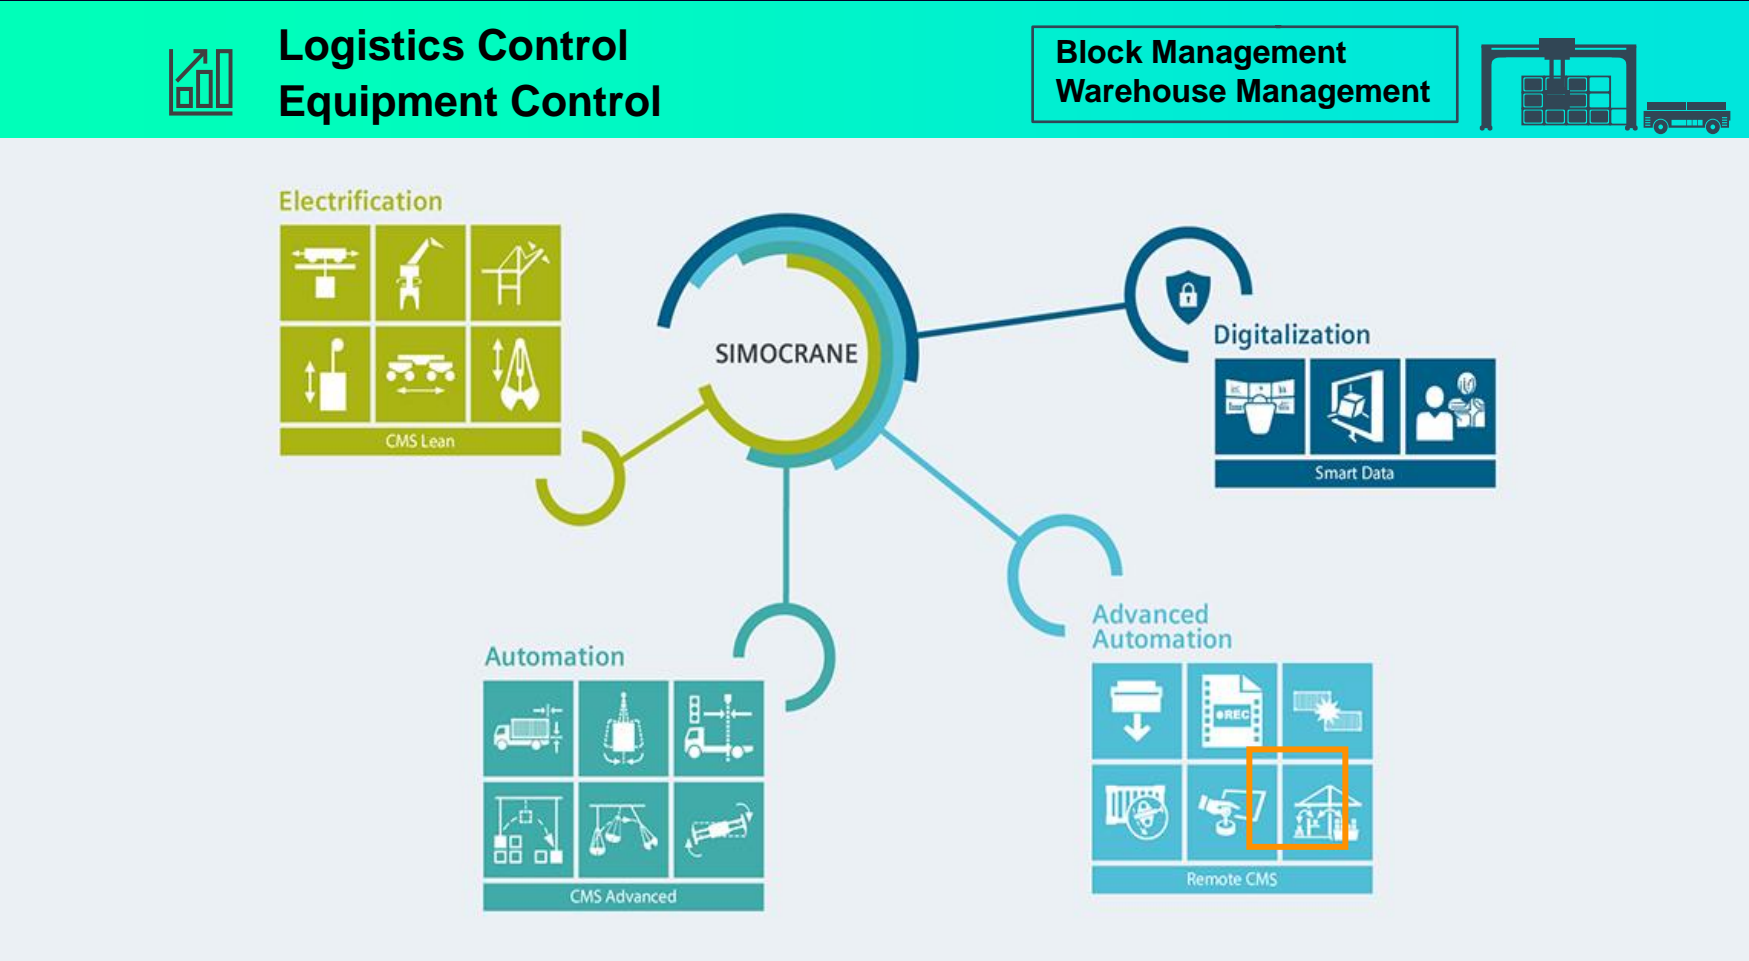 Logistics Control
Equipment Control
Block Management
Warehouse Management
Electrification
CMS Lean
SIMOCRANE
Digitalization
Smart Data
Automation
CMS Advanced
Advanced
Automation
REC
Remote CMS